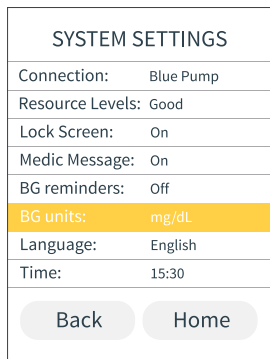 SYSTEM SETTINGS
Connection: Blue Pump
Resource Levels: Good
Lock Screen: On
Medic Message: On
BG reminders: Off
BG units: mg/dL
Language: English
Time: 15:30
Back Home